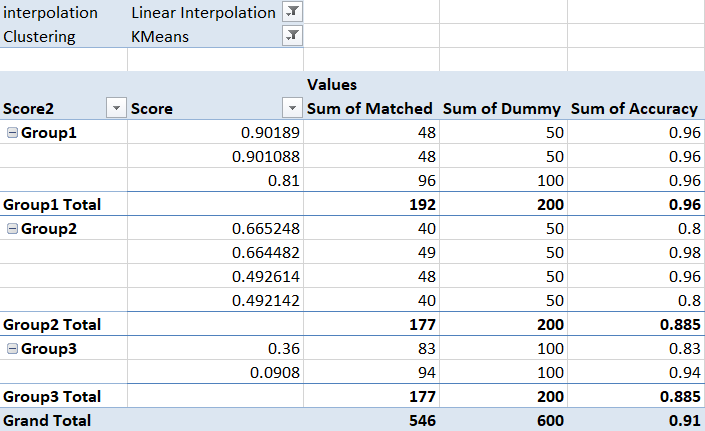 interpolation Linear Interpolation
Clustering KMeans
Values
Score2 Score Sum of Matched Sum of Dummy Sum of Accuracy
Group1 0.90189 48 50 0.96
0.901088 48 50 0.96
0.81 96 100 0.96
Group1 Total 192 200 0.96
Group2 0.665248 40 50 0.8
0.664482 49 50 0.98
0.492614 48 50 0.96
0.492142 40 50 0.8
Group2 Total 177 200 0.885
Group3 0.36 83 100 0.83
0.0908 94 100 0.94
Group3 Total 177 200 0.885
Grand Total 546 600 0.91